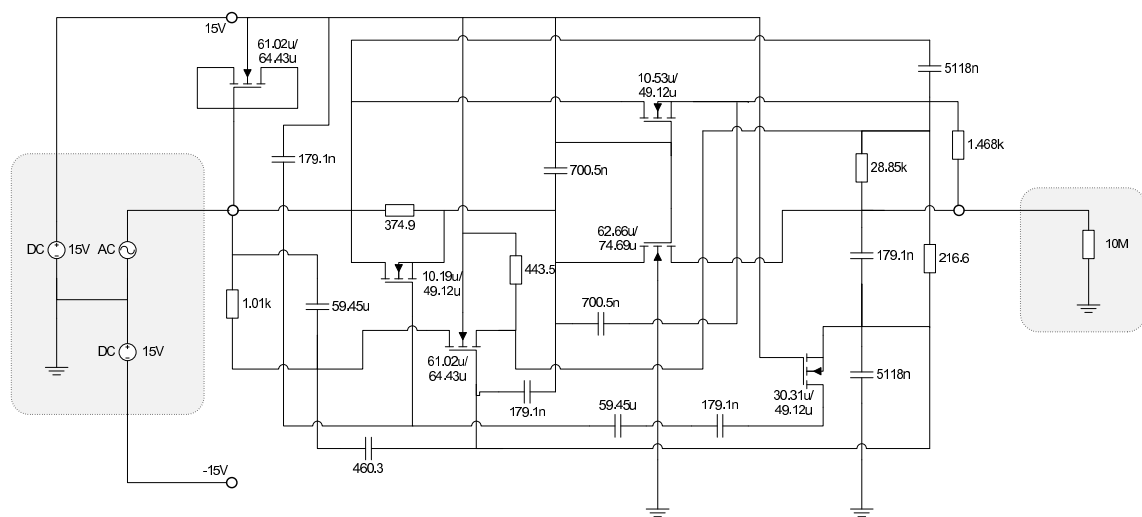 15V
61.02u/
64.43u
10.53u/
49.12u
5118n
179.1n
700.5n
28.85k
1.468k
374.9
62.66u/
74.69u
DC
15V
AC
10M
10.19u/
49.12u
443.5
179.1n
216.6
1.01k
59.45u
700.5n
DC
15V
61.02u/
64.43u
5118n
30.31u/
49.12u
179.1n
59.45u
179.1n
460.3
-15V